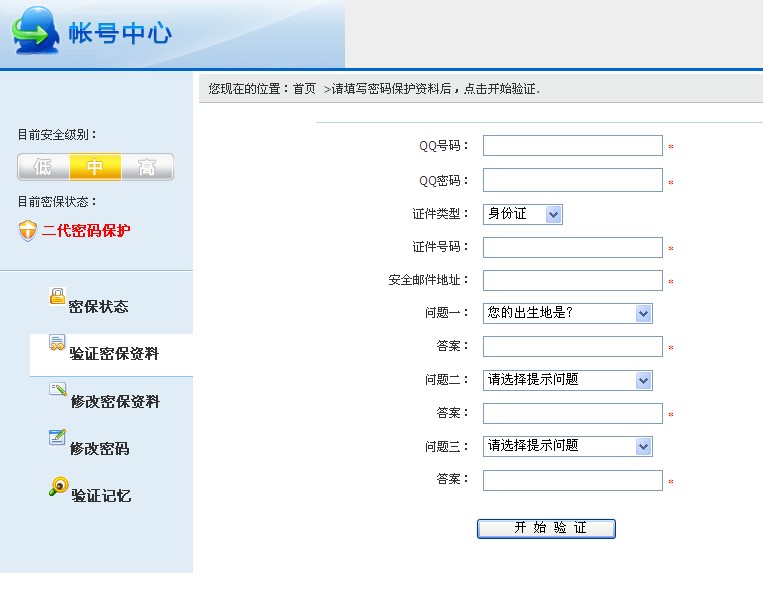 帐号中心
您现在的位置：首页 >请填写密码保护资料后，点击开始验证.
目前安全级别：
低 中 高
目前密保状态：
二代密码保护
密保状态
验证密保资料
修改密保资料
修改密码
验证记忆
QQ号码： *
QQ密码： *
证件类型： 身份证
证件号码： *
安全邮件地址： *
问题一： 您的出生地是?
答案： *
问题二： 请选择提示问题
答案： *
问题三： 请选择提示问题
答案： *
开 始 验 证